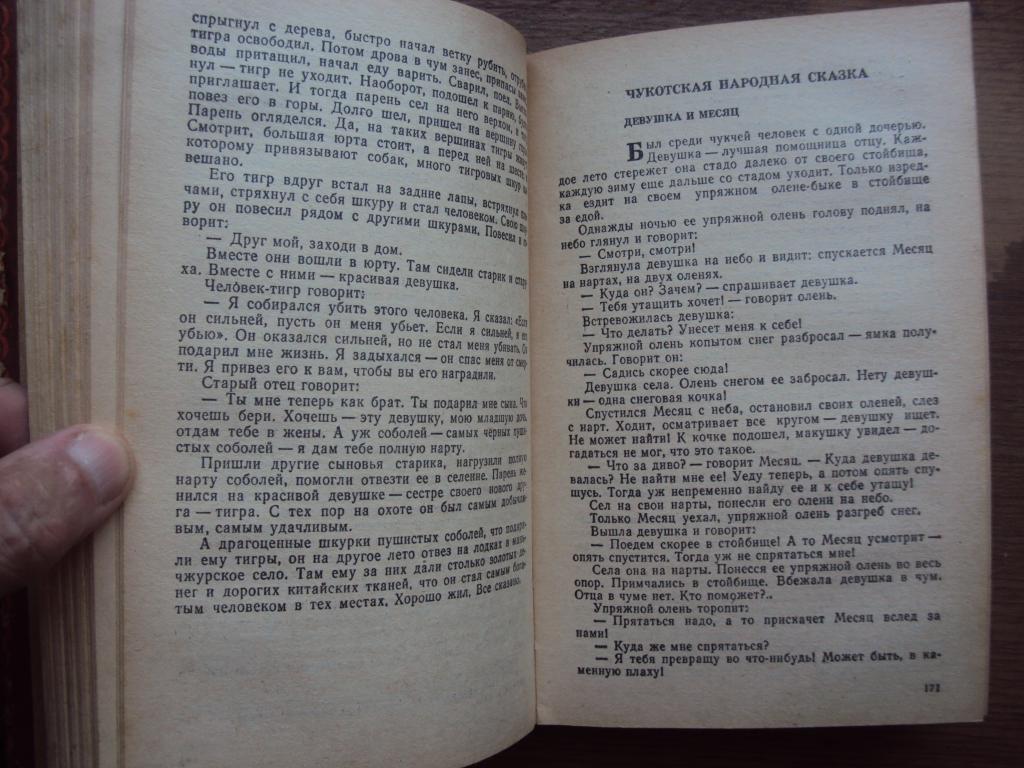 спрыгнул с дерева, быстро начал ветку рубить,
тигра освободил. Потом дрова в чум занес, припасы
воды притащил, начал еду варить. Сварил, поел.
нул — тигр не уходит. Наоборот, подошел к парню,
приглашает. И тогда парень сел на него верхом, и
повез его в горы. Долго шел, пришел на вершину
Парень огляделся. Да, на таких вершинах тигры
Смотрит, большая юрта стоит, а перед ней на шесте, к
которому привязывают собак, много тигровых шкур
вешано.
Его тигр вдруг встал на задние лапы, встряхнул
чами, стряхнул с себя шкуру и стал человеком. Свою
ру он повесил рядом с другими шкурами. Повесил и
ворит:
— Друг мой, заходи в дом.
Вместе они вошли в юрту. Там сидели старик и стару
ха. Вместе с ними — красивая девушка.
Человек-тигр говорит:
— Я собирался убить этого человека. Я сказал: «Если
он сильней, пусть он меня убьет. Если я сильней, я его
убью». Он оказался сильней, но не стал меня убивать. Он
подарил мне жизнь. Я задыхался — он спас меня от смер-
ти. Я привез его к вам, чтобы вы его наградили.
Старый отец говорит:
— Ты мне теперь как брат. Ты подарил мне сына. Что
хочешь бери. Хочешь — эту девушку, мою младшую дочь,
отдам тебе в жены. А уж соболей — самых чёрных пуши-
стых соболей — я дам тебе полную нарту.
Пришли другие сыновья старика, нагрузили полную
нарту соболей, помогли отвезти ее в селение. Парень же-
нился на красивой девушке — сестре своего нового дру-
га — тигра. С тех пор на охоте он был самым добычли-
вым, самым удачливым.
А драгоценные шкурки пушистых соболей, что подари-
ли ему тигры, он на другое лето отвез на лодках в мань-
чжурское село. Там ему за них дали столько золотых де-
нег и дорогих китайских тканей, что он стал самым бога-
тым человеком в тех местах. Хорошо жил. Все сказано.
ЧУКОТСКАЯ НАРОДНАЯ СКАЗКА
ДЕВУШКА И МЕСЯЦ
Был среди чукчей человек с одной дочерью.
Девушка — лучшая помощница отцу. Каж-
дое лето стережет она стадо далеко от своего стойбища,
каждую зиму еще дальше со стадом уходит. Только изред-
ка ездит на своем упряжном олене-быке в стойбище
за едой.
Однажды ночью ее упряжной олень голову поднял, на
небо глянул и говорит:
— Смотри, смотри!
Взглянула девушка на небо и видит: спускается Месяц
на нартах, на двух оленях.
— Куда он? Зачем? — спрашивает девушка.
— Тебя утащить хочет! — говорит олень.
Встревожилась девушка:
— Что делать? Унесет меня к себе!
Упряжной олень копытом снег разбросал — ямка полу-
чилась. Говорит он:
— Садись скорее сюда!
Девушка села. Олень снегом ее забросал. Нету девуш-
ки — одна снеговая кочка!
Спустился Месяц с неба, остановил своих оленей, слез
с нарт. Ходит, осматривает все кругом — девушку ищет.
Не может найти! К кочке подошел, макушку увидел — до-
гадаться не мог, что это такое.
— Что за диво? — говорит Месяц. — Куда девушка де-
валась? Не найти мне ее! Уеду теперь, а потом опять спу-
щусь. Тогда уж непременно найду ее и к себе утащу!
Сел на свои нарты, понесли его олени на небо.
Только Месяц уехал, упряжной олень разгреб снег.
Вышла девушка и говорит:
— Поедем скорее в стойбище! А то Месяц усмотрит —
опять спустится. Тогда уж не спрятаться мне!
Села она на нарты. Понесся ее упряжной олень во весь
опор. Примчались в стойбище. Вбежала девушка в чум.
Отца в чуме нет. Кто поможет?..
Упряжной олень торопит:
— Прятаться надо, а то прискачет Месяц вслед за
нами!
— Куда же мне спрятаться?
— Я тебя превращу во что-нибудь! Может быть, в ка-
менную плаху!
171